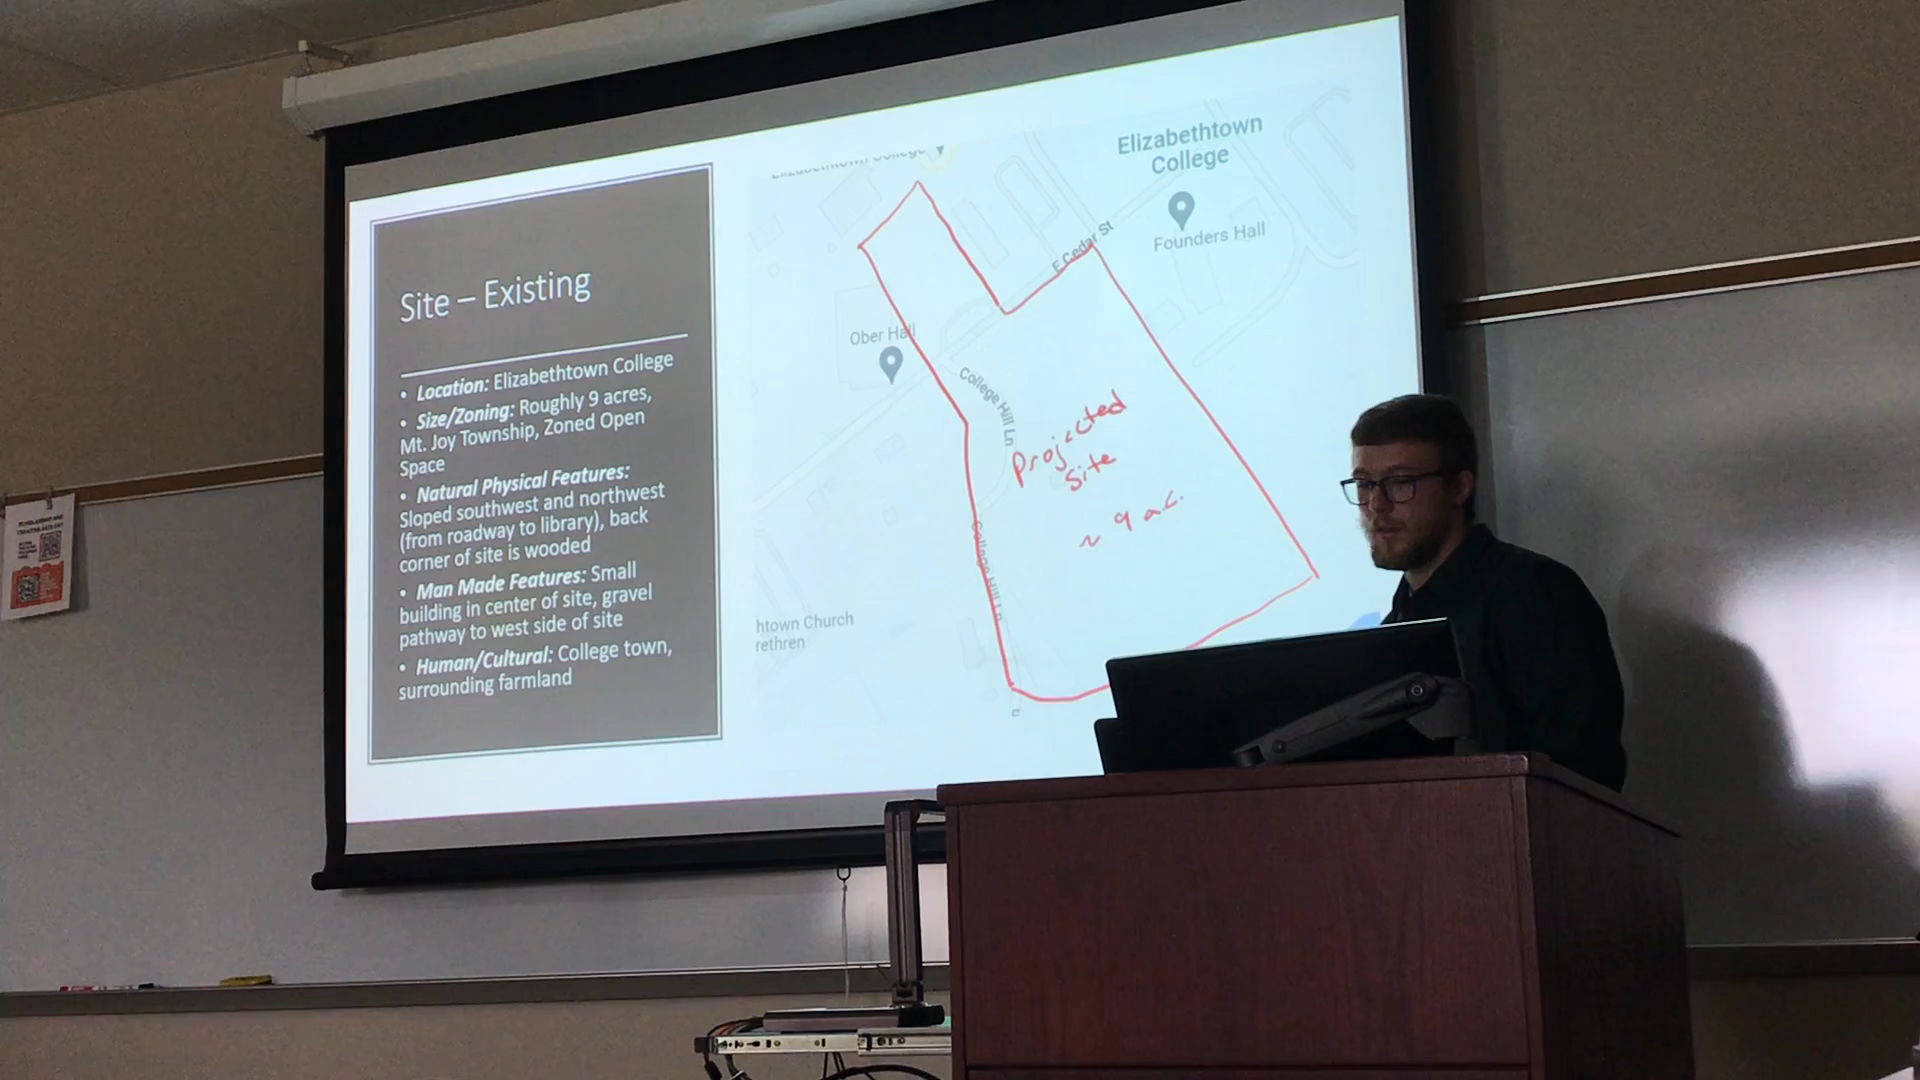 Site – Existing
• Location: Elizabethtown College
• Size/Zoning: Roughly 9 acres,
Mt. Joy Township, Zoned Open
Space
• Natural Physical Features:
Sloped southwest and northwest
(from roadway to library), back
corner of site is wooded
• Man Made Features: Small
building in center of site, gravel
pathway to west side of site
• Human/Cultural: College town,
surrounding farmland
Elizabethtown College
Elizabethtown
College
Founders Hall
E Cedar St
Ober Hall
College Hill Ln
Projected
Site
~ 9 ac.
College Hill Ln
htown Church
rethren